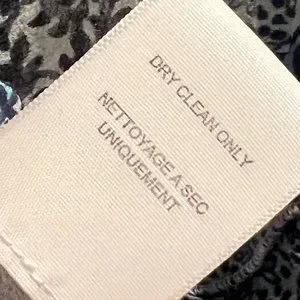 DRY CLEAN ONLY
NETTOYAGE A SEC
UNIQUEMENT